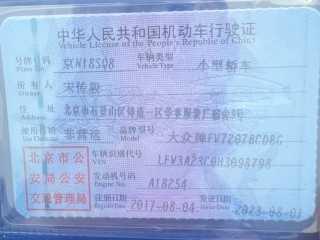 中华人民共和国机动车行驶证
Vehicle License of the People's Republic of China
号牌号码 京N18S08 车辆类型 小型轿车
Plate No. Vehicle Type
所有人 宋传毅
Owner
住址 北京市石景山区
Address
使用性质 非营运 品牌型号 大众牌FV7207BCDBG
Use Character Model
北京市公 车辆识别代号
安局公安 VIN
交通管理局 发动机号码 A18254
Engine No.
注册日期 2017-08-04 发证日期 2023-08-01
Register Date Issue Date